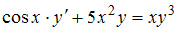 cos x · y′ + 5x²y = xy³